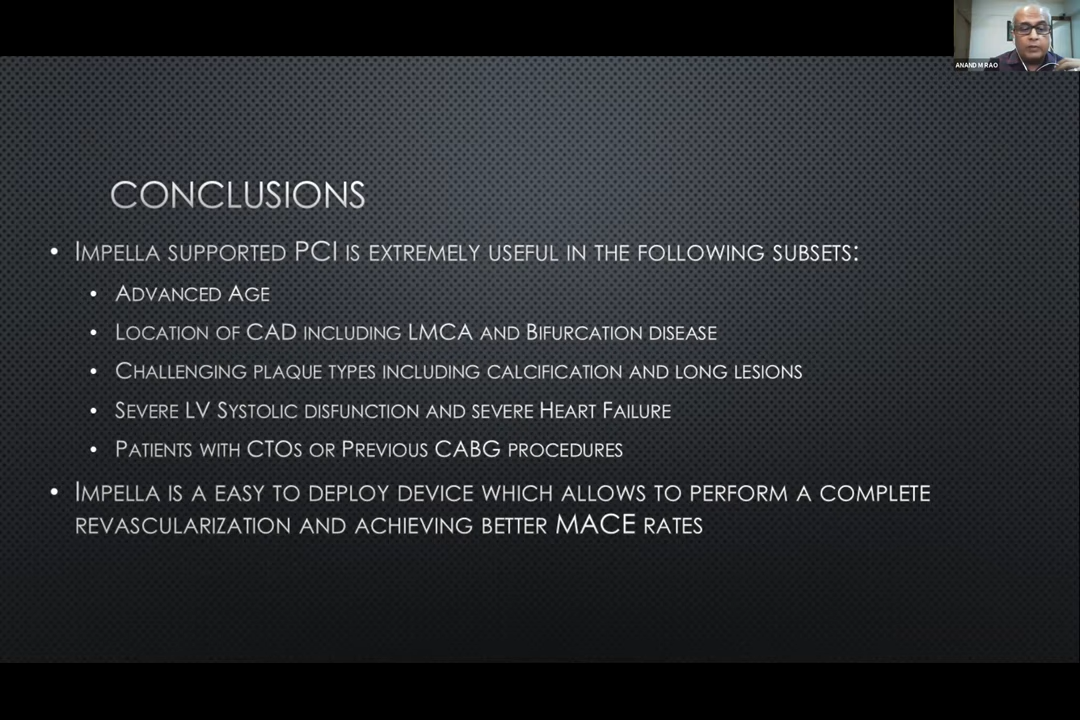 ANAND M RAO
CONCLUSIONS
• IMPELLA SUPPORTED PCI IS EXTREMELY USEFUL IN THE FOLLOWING SUBSETS:
• ADVANCED AGE
• LOCATION OF CAD INCLUDING LMCA AND BIFURCATION DISEASE
• CHALLENGING PLAQUE TYPES INCLUDING CALCIFICATION AND LONG LESIONS
• SEVERE LV SYSTOLIC DISFUNCTION AND SEVERE HEART FAILURE
• PATIENTS WITH CTOS OR PREVIOUS CABG PROCEDURES
• IMPELLA IS A EASY TO DEPLOY DEVICE WHICH ALLOWS TO PERFORM A COMPLETE
REVASCULARIZATION AND ACHIEVING BETTER MACE RATES